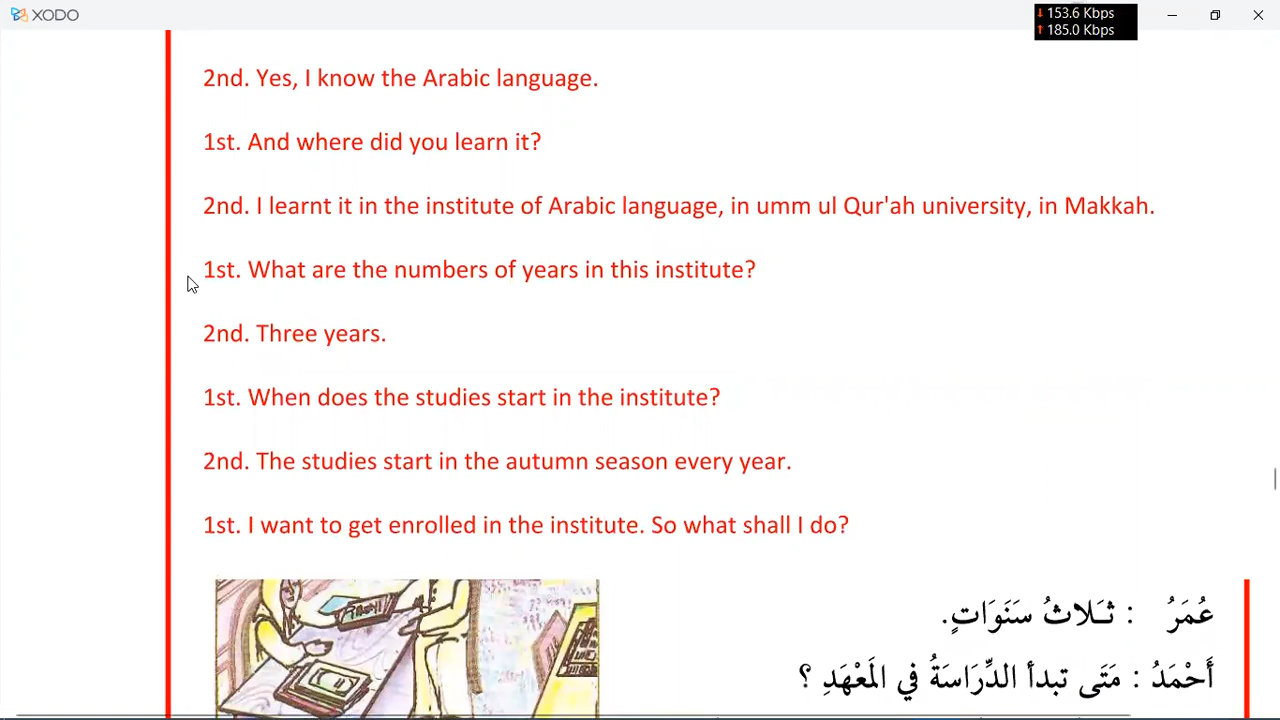 XODO
↓ 153.6 Kbps
↑ 185.0 Kbps
2nd. Yes, I know the Arabic language.
1st. And where did you learn it?
2nd. I learnt it in the institute of Arabic language, in umm ul Qur'ah university, in Makkah.
1st. What are the numbers of years in this institute?
2nd. Three years.
1st. When does the studies start in the institute?
2nd. The studies start in the autumn season every year.
1st. I want to get enrolled in the institute. So what shall I do?
عُمَرُ : ثَـلاثُ سَنَوَاتٍ.
أَحْمَدُ : مَتَى تبدأ الدِّرَاسَةُ في المَعْهَدِ ؟